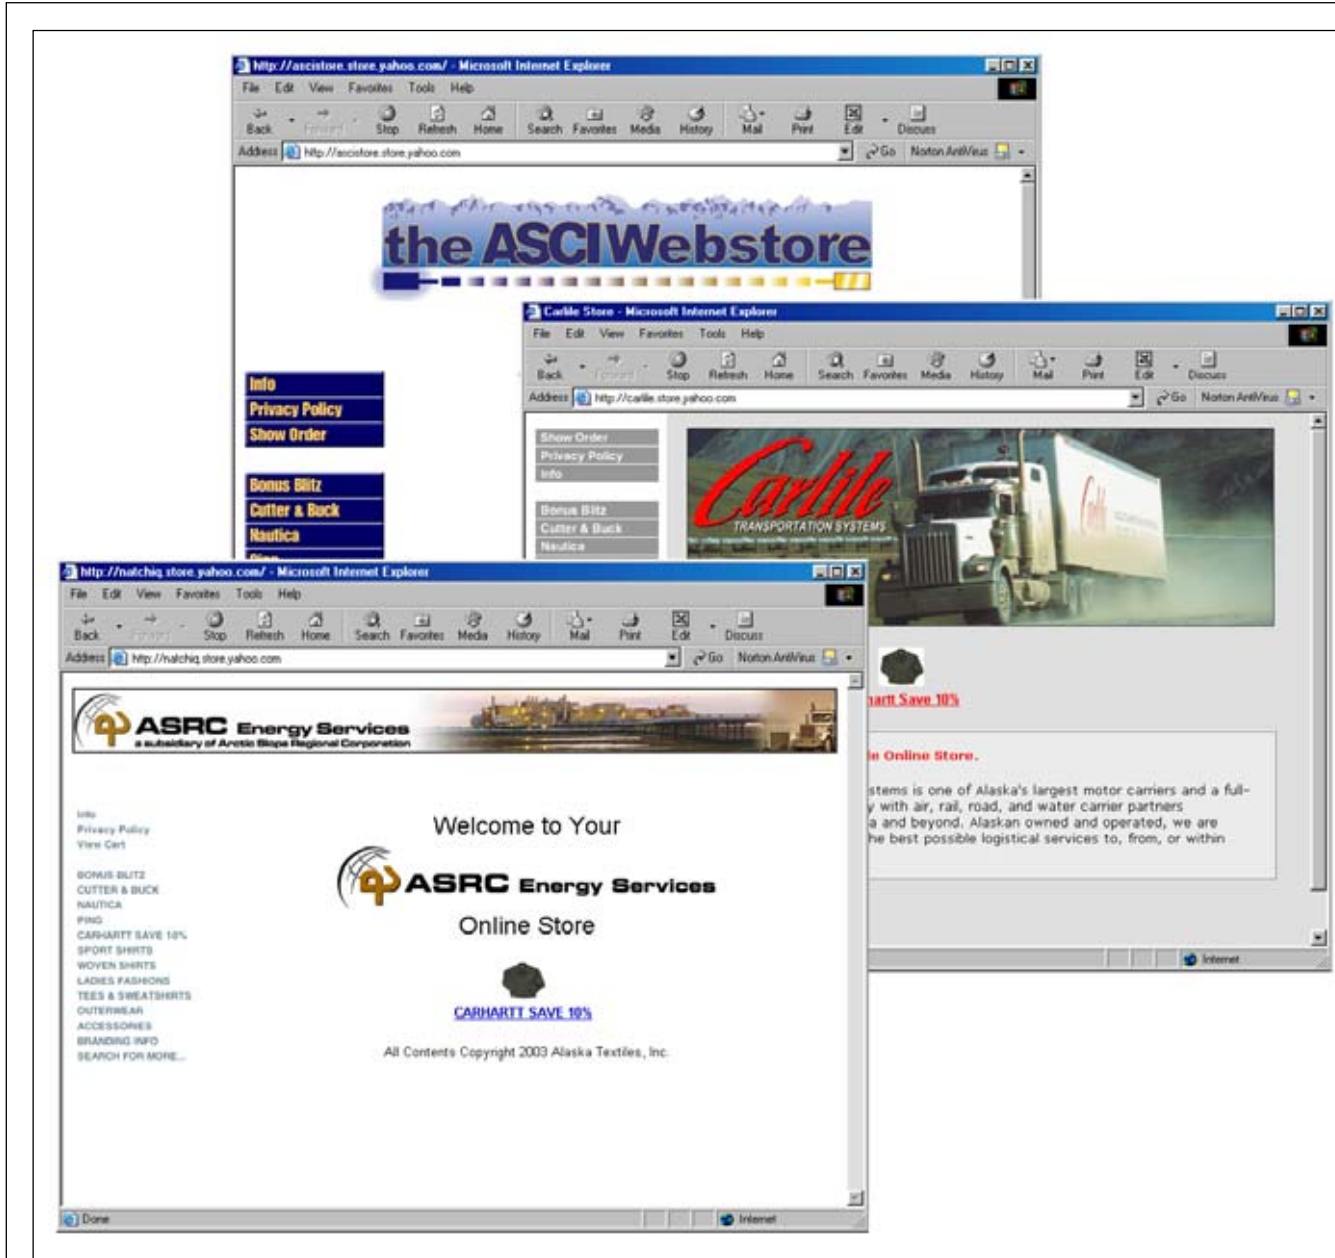 http://ascistore.store.yahoo.com/ - Microsoft Internet Explorer
File Edit View Favorites Tools Help
Back Forward Stop Refresh Home Search Favorites Media History Mail Print Edit Discuss
Address http://ascistore.store.yahoo.com Go Norton AntiVirus
the ASCI Webstore
Info
Privacy Policy
Show Order
Bonus Blitz
Cutter & Buck
Nautica
Ping
Carlile Store - Microsoft Internet Explorer
File Edit View Favorites Tools Help
Back Forward Stop Refresh Home Search Favorites Media History Mail Print Edit Discuss
Address http://carlile.store.yahoo.com Go Norton AntiVirus
Show Order
Privacy Policy
Info
Bonus Blitz
Cutter & Buck
Nautica
Carlile
TRANSPORTATION SYSTEMS
Carlile
hartt Save 10%
le Online Store.
stems is one of Alaska's largest motor carriers and a full-
y with air, rail, road, and water carrier partners
a and beyond. Alaskan owned and operated, we are
he best possible logistical services to, from, or within
Internet
http://natchiq.store.yahoo.com/ - Microsoft Internet Explorer
File Edit View Favorites Tools Help
Back Forward Stop Refresh Home Search Favorites Media History Mail Print Edit Discuss
Address http://natchiq.store.yahoo.com Go Norton AntiVirus
ASRC Energy Services
a subsidiary of Arctic Slope Regional Corporation
Info
Privacy Policy
View Cart
BONUS BLITZ
CUTTER & BUCK
NAUTICA
PING
CARHARTT SAVE 10%
SPORT SHIRTS
WOVEN SHIRTS
LADIES FASHIONS
TEES & SWEATSHIRTS
OUTERWEAR
ACCESSORIES
BRANDING INFO
SEARCH FOR MORE...
Welcome to Your
ASRC Energy Services
Online Store
CARHARTT SAVE 10%
All Contents Copyright 2003 Alaska Textiles, Inc.
Done Internet